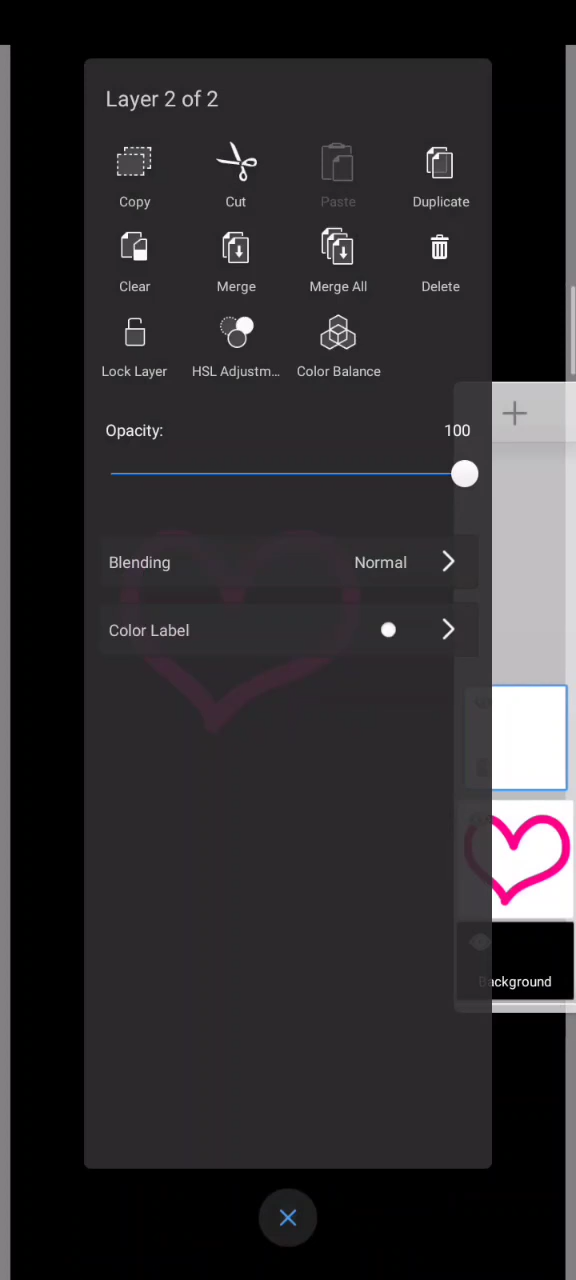 Layer 2 of 2
Copy Cut Paste Duplicate
Clear Merge Merge All Delete
Lock Layer HSL Adjustm... Color Balance
Opacity: 100
Blending Normal
Color Label
Background